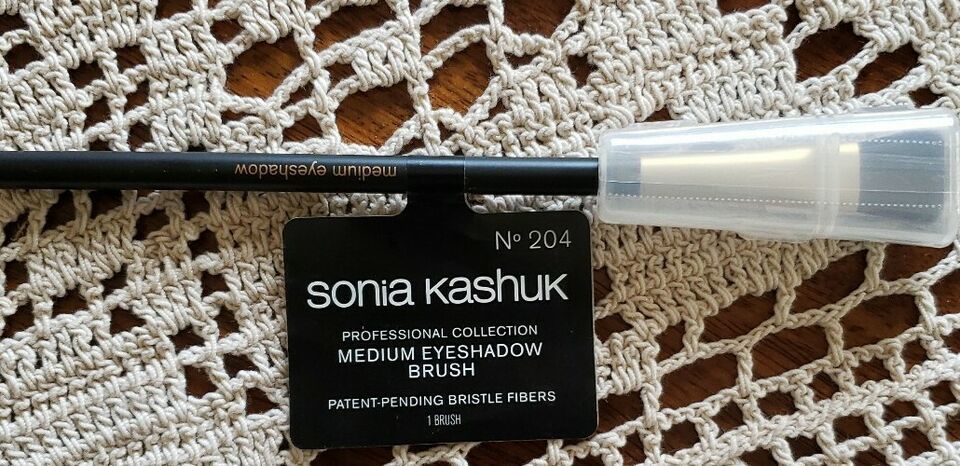 medium eyeshadow
Nº 204
sonia kashuk
PROFESSIONAL COLLECTION
MEDIUM EYESHADOW
BRUSH
PATENT-PENDING BRISTLE FIBERS
1 BRUSH